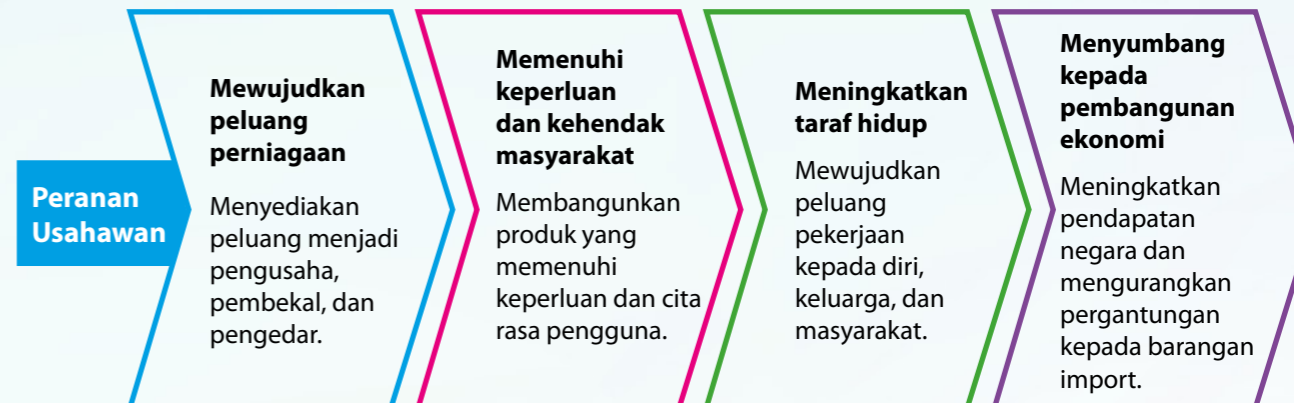 Peranan
Usahawan
Mewujudkan
peluang
perniagaan
Menyediakan
peluang menjadi
pengusaha,
pembekal, dan
pengedar.
Memenuhi
keperluan
dan kehendak
masyarakat
Membangunkan
produk yang
memenuhi
keperluan dan cita
rasa pengguna.
Meningkatkan
taraf hidup
Mewujudkan
peluang
pekerjaan
kepada diri,
keluarga, dan
masyarakat.
Menyumbang
kepada
pembangunan
ekonomi
Meningkatkan
pendapatan
negara dan
mengurangkan
pergantungan
kepada barangan
import.